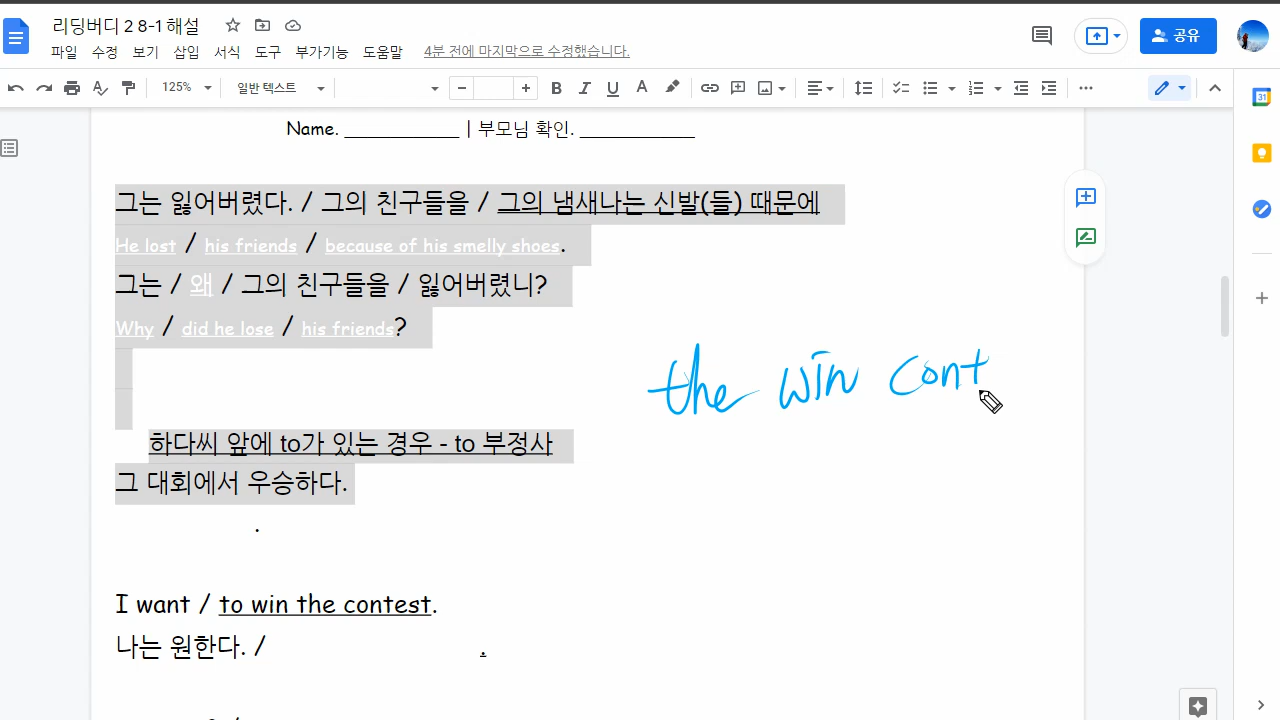 리딩버디 2 8-1 해설
파일 수정 보기 삽입 서식 도구 부가기능 도움말 4분 전에 마지막으로 수정했습니다.
공유
125% 일반 텍스트 B I U A
31
Name. ____________ | 부모님 확인. ____________
그는 잃어버렸다. / 그의 친구들을 / 그의 냄새나는 신발(들) 때문에
He lost / his friends / because of his smelly shoes.
그는 / 왜 / 그의 친구들을 / 잃어버렸니?
Why / did he lose / his friends?
the win cont
하다씨 앞에 to가 있는 경우 - to 부정사
그 대회에서 우승하다.
.
I want / to win the contest.
나는 원한다. / .